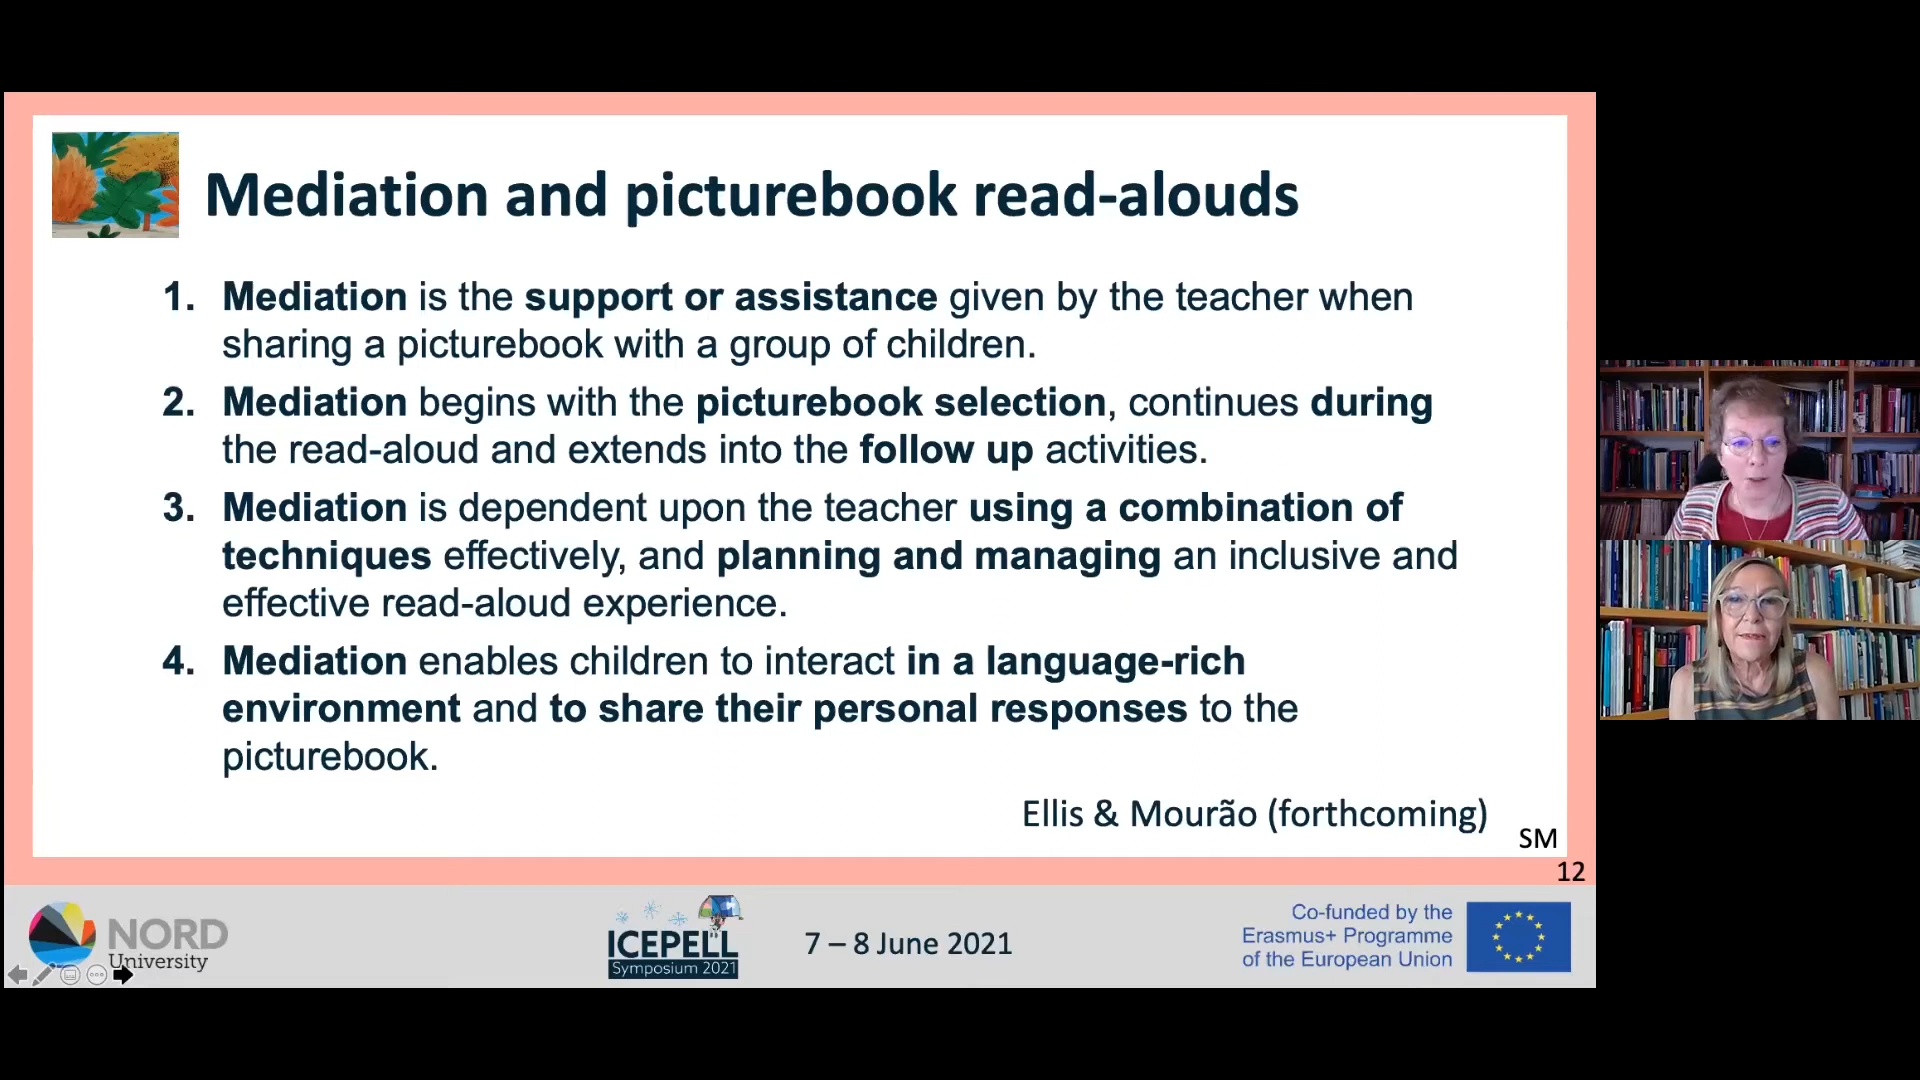 Mediation and picturebook read-alouds
1. Mediation is the support or assistance given by the teacher when
sharing a picturebook with a group of children.
2. Mediation begins with the picturebook selection, continues during
the read-aloud and extends into the follow up activities.
3. Mediation is dependent upon the teacher using a combination of
techniques effectively, and planning and managing an inclusive and
effective read-aloud experience.
4. Mediation enables children to interact in a language-rich
environment and to share their personal responses to the
picturebook.
Ellis & Mourão (forthcoming)
SM
12
NORD
University
ICEPELL
Symposium 2021
7 – 8 June 2021
Co-funded by the
Erasmus+ Programme
of the European Union